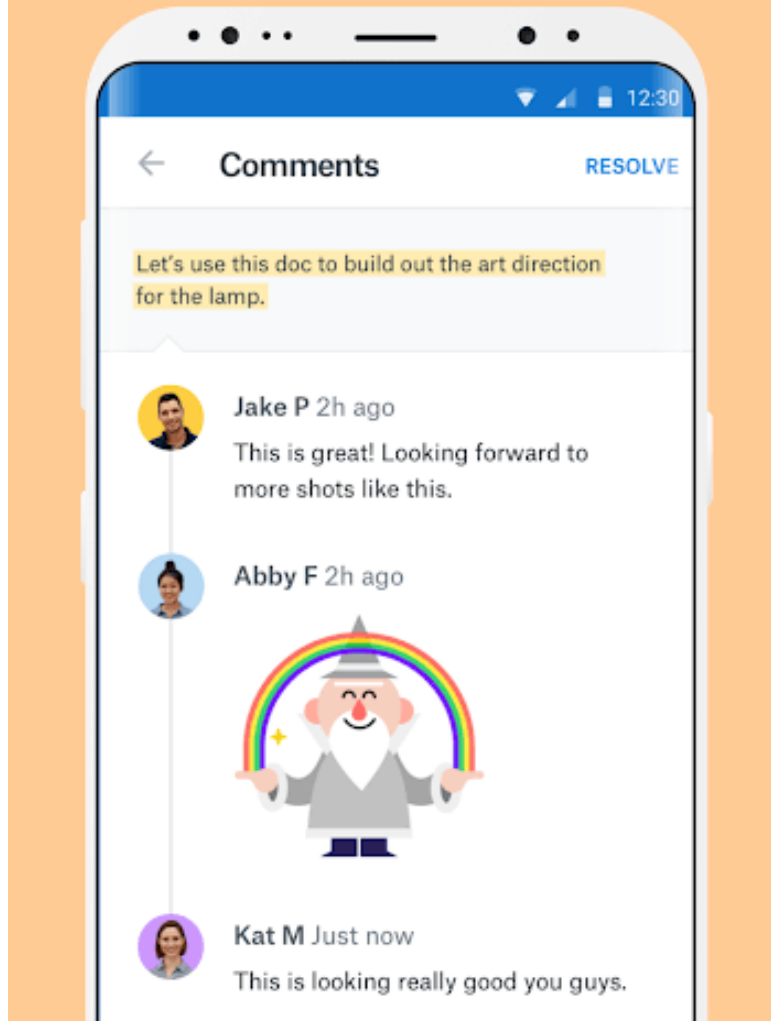 12:30
Comments
RESOLVE
Let's use this doc to build out the art direction
for the lamp.
Jake P 2h ago
This is great! Looking forward to
more shots like this.
Abby F 2h ago
Kat M Just now
This is looking really good you guys.